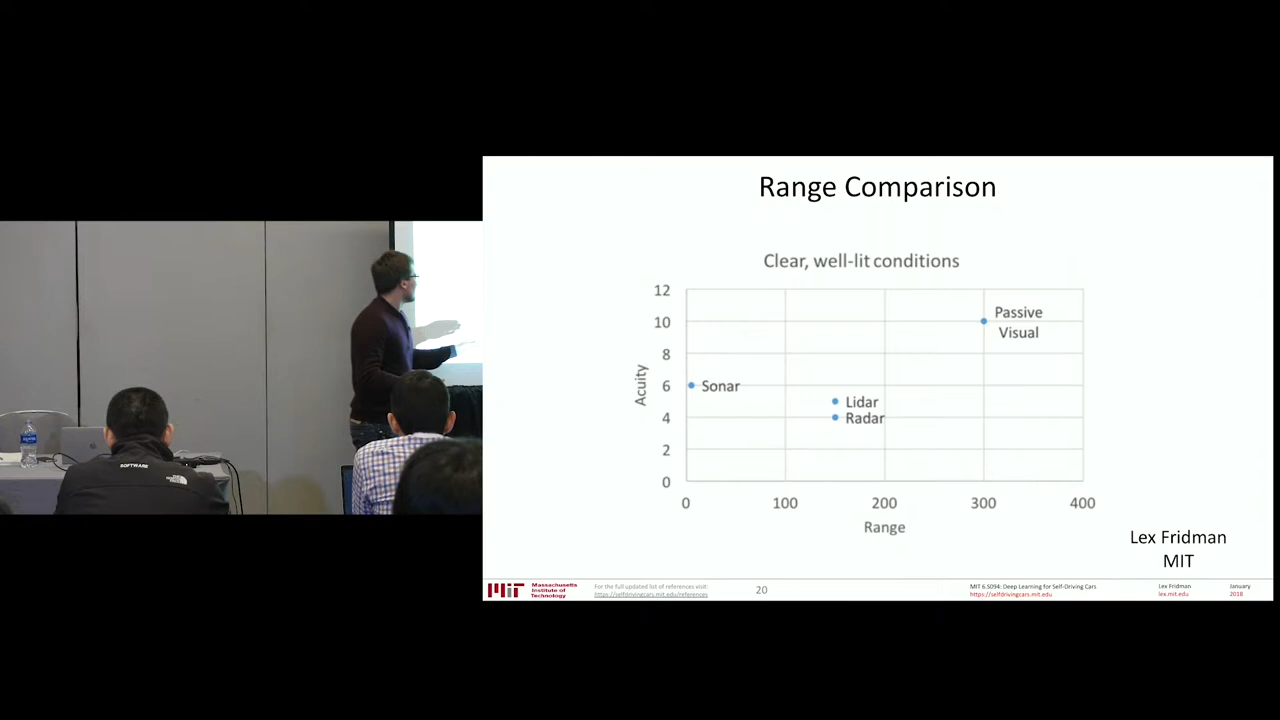 Range Comparison
Clear, well-lit conditions
12
10
8
6
4
2
0
Acuity
Passive
Visual
Sonar
Lidar
Radar
0 100 200 300 400
Range
Lex Fridman
MIT
Massachusetts
Institute of
Technology
For the full updated list of references visit:
https://selfdrivingcars.mit.edu/references
20
MIT 6.S094: Deep Learning for Self-Driving Cars
https://selfdrivingcars.mit.edu
Lex Fridman
lex.mit.edu
January
2018
SOFTWARE